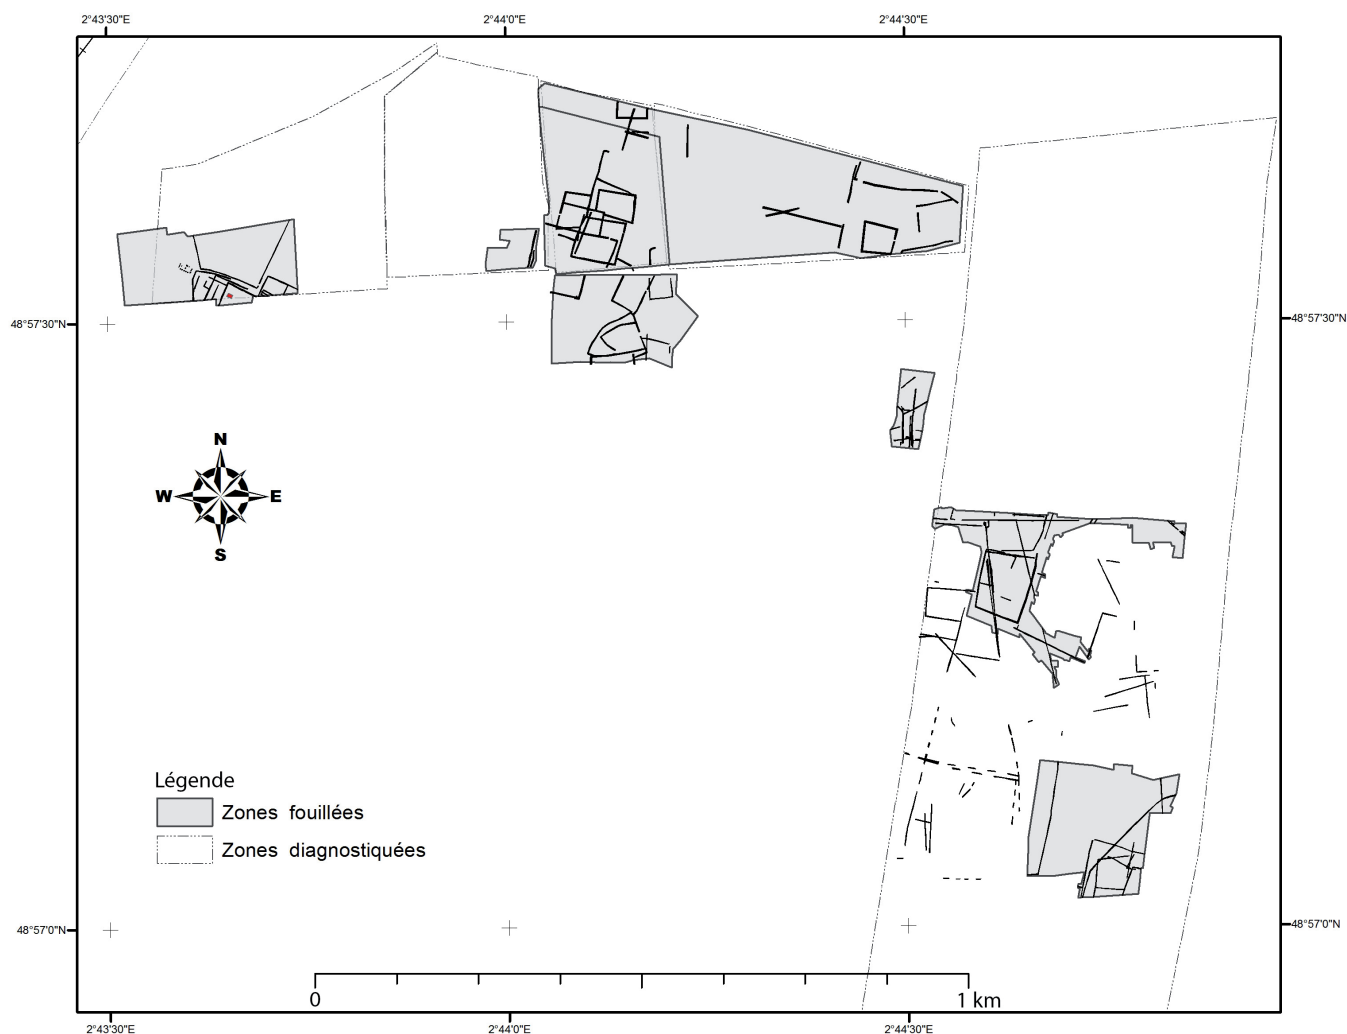 2°43'30"E 2°44'0"E 2°44'30"E
48°57'30"N 48°57'30"N
N
W E
S
Légende
Zones fouillées
Zones diagnostiquées
48°57'0"N 48°57'0"N
0 1 km
2°43'30"E 2°44'0"E 2°44'30"E